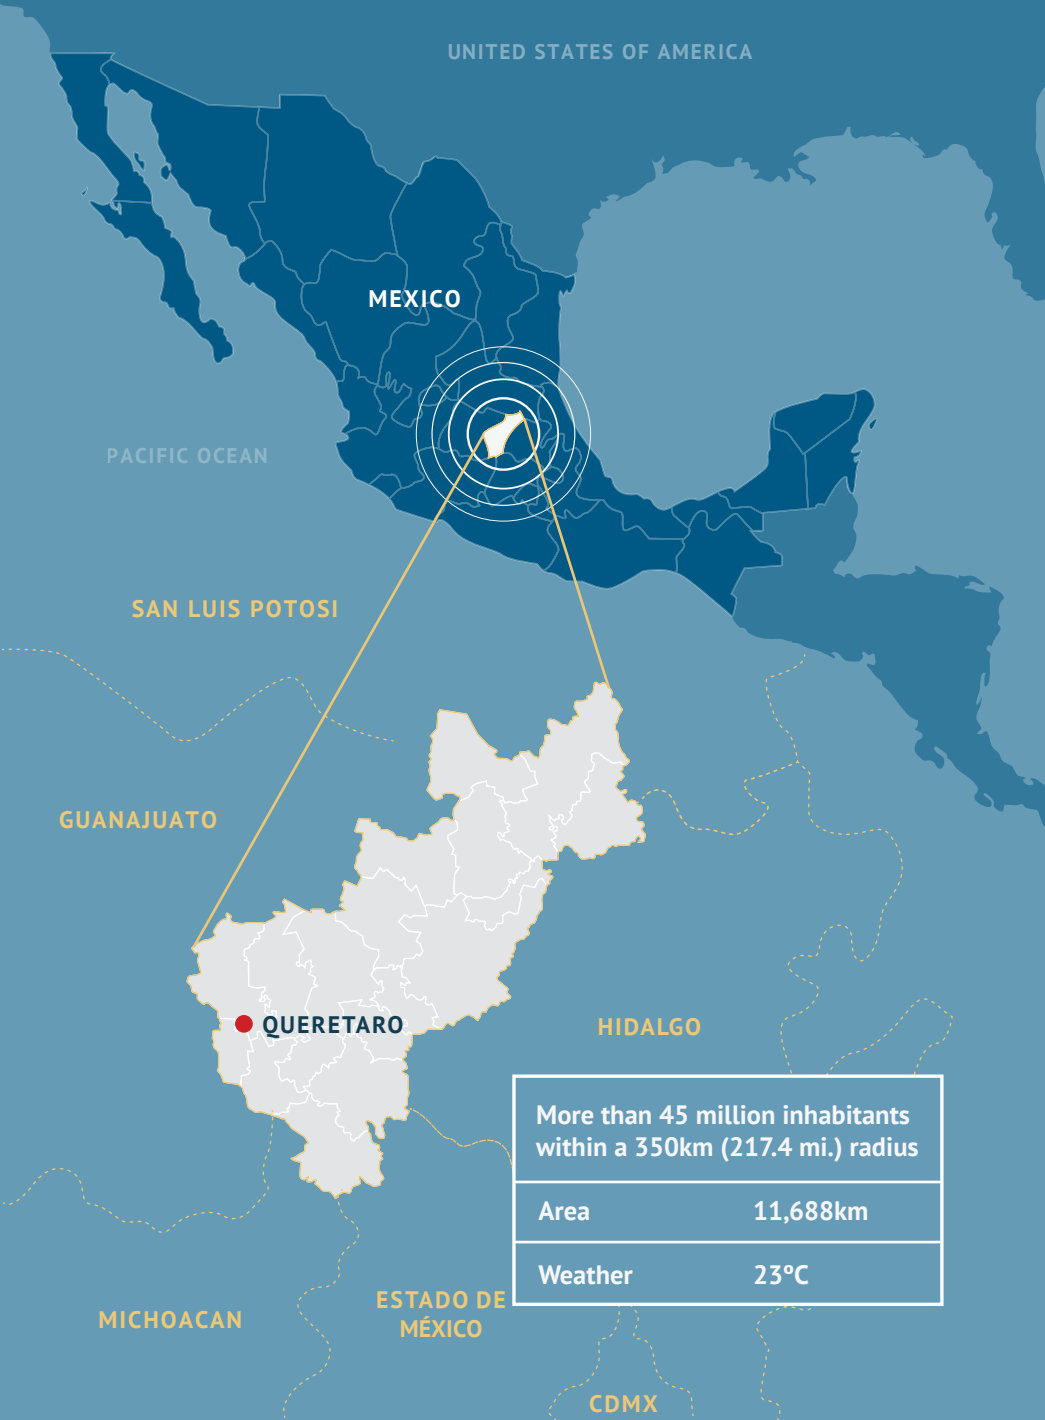 UNITED STATES OF AMERICA
MEXICO
PACIFIC OCEAN
SAN LUIS POTOSI
GUANAJUATO
QUERETARO
HIDALGO
More than 45 million inhabitants
within a 350km (217.4 mi.) radius
Area 11,688km
Weather 23ºC
MICHOACAN
ESTADO DE
MÉXICO
CDMX